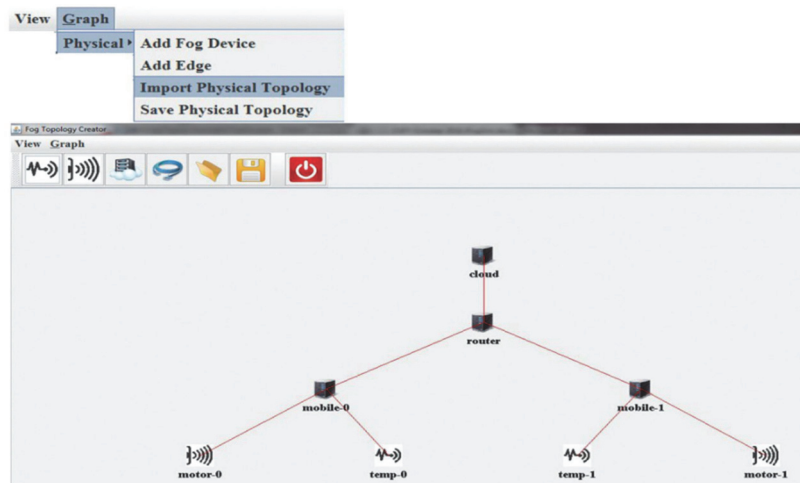 View Graph
Physical Add Fog Device
Add Edge
Import Physical Topology
Save Physical Topology
Fog Topology Creator
View Graph
cloud
router
mobile-0 mobile-1
motor-0 temp-0 temp-1 motor-1